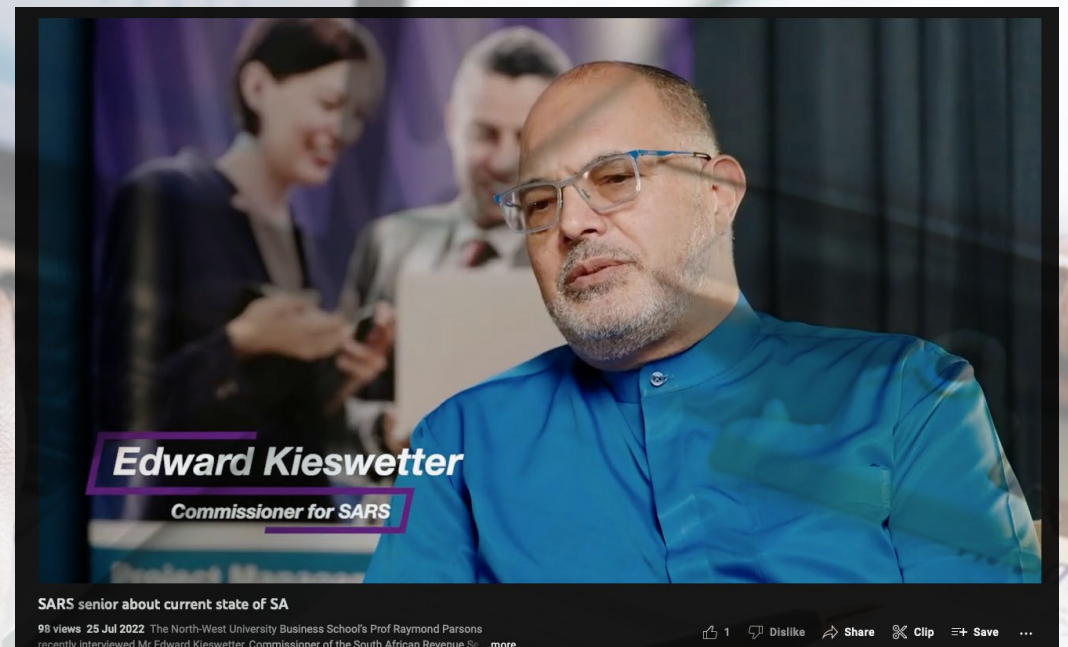 Edward Kieswetter
Commissioner for SARS
Project Management
SARS senior about current state of SA
98 views 25 Jul 2022 The North-West University Business School's Prof Raymond Parsons
recently interviewed Mr Edward Kieswetter, Commissioner of the South African Revenue Se ...more
1 Dislike Share Clip Save ...